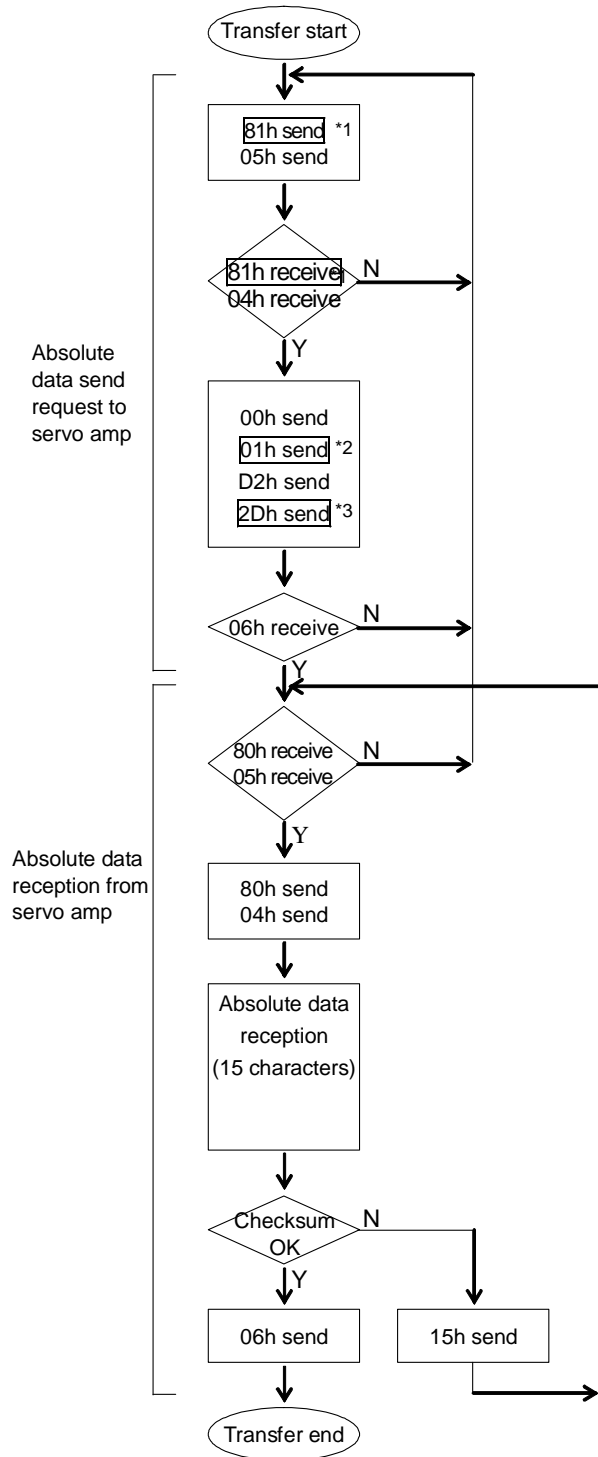 Transfer start
81h send *1
05h send
81h receive N
04h receive
Y
Absolute
data send
request to
servo amp
00h send
01h send *2
D2h send
2Dh send *3
06h receive N
Y
80h receive N
05h receive
Y
Absolute data
reception from
servo amp
80h send
04h send
Absolute data
reception
(15 characters)
Checksum N
OK
Y
06h send
15h send
Transfer end